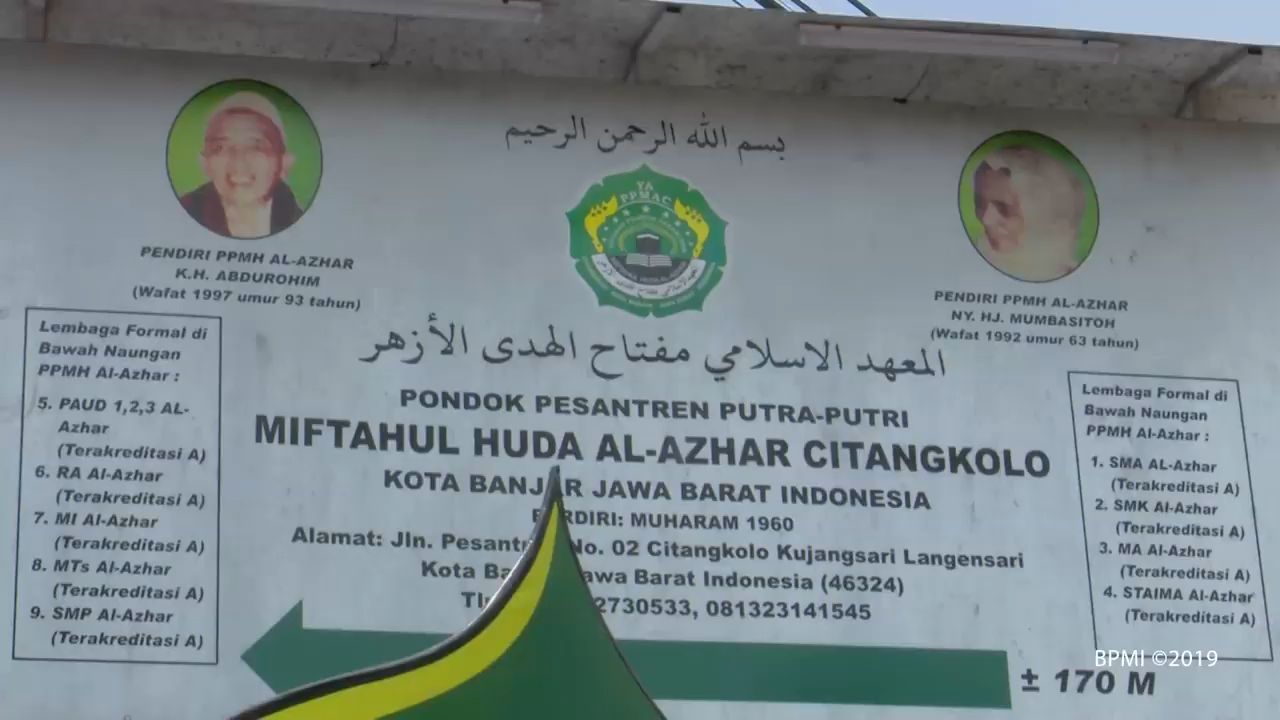 بسم الله الرحمن الرحيم
YA
PPMAC
PENDIRI PPMH AL-AZHAR
K.H. ABDUROHIM
(Wafat 1997 umur 93 tahun)
PENDIRI PPMH AL-AZHAR
NY. HJ. MUMBASITOH
(Wafat 1992 umur 63 tahun)
المعهد الاسلامي مفتاح الهدى الأزهر
PONDOK PESANTREN PUTRA-PUTRI
MIFTAHUL HUDA AL-AZHAR CITANGKOLO
KOTA BANJAR JAWA BARAT INDONESIA
RDIRI: MUHARAM 1960
Alamat: Jln. Pesant No. 02 Citangkolo Kujangsari Langensari
Kota Ba awa Barat Indonesia (46324)
2730533, 081323141545
Lembaga Formal di
Bawah Naungan
PPMH Al-Azhar :
5. PAUD 1,2,3 AL-
Azhar
(Terakreditasi A)
6. RA Al-Azhar
(Terakreditasi A)
7. MI Al-Azhar
(Terakreditasi A)
8. MTs Al-Azhar
(Terakreditasi A)
9. SMP Al-Azhar
(Terakreditasi A)
Lembaga Formal di
Bawah Naungan
PPMH Al-Azhar :
1. SMA AL-Azhar
(Terakreditasi A)
2. SMK Al-Azhar
(Terakreditasi A)
3. MA Al-Azhar
(Terakreditasi A)
4. STAIMA Al-Azhar
(Terakreditasi A)
± 170 M
BPMI ©2019